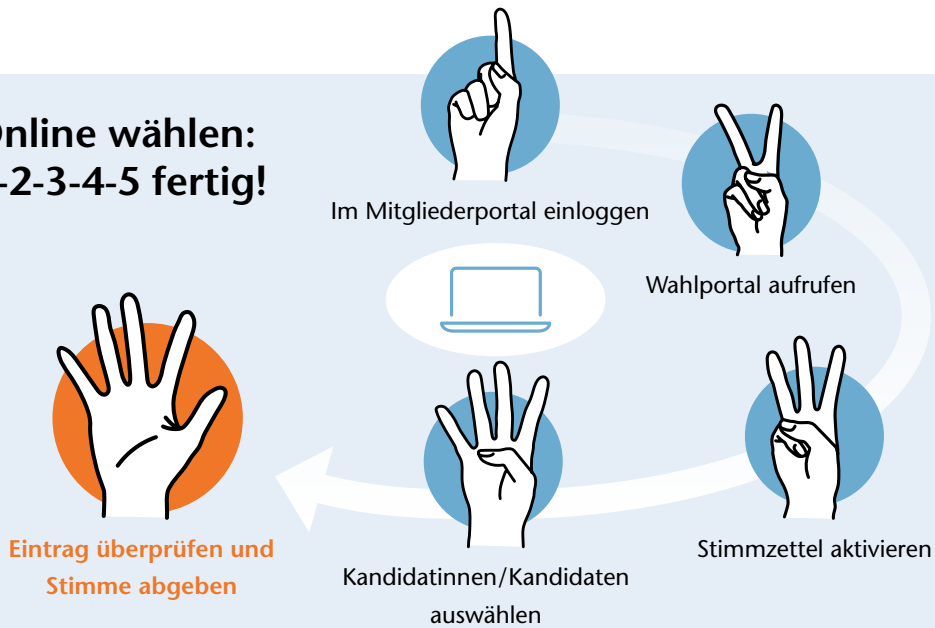 nline wählen:
-2-3-4-5 fertig!
Im Mitgliederportal einloggen
Wahlportal aufrufen
Stimmzettel aktivieren
Kandidatinnen/Kandidaten
auswählen
Eintrag überprüfen und
Stimme abgeben